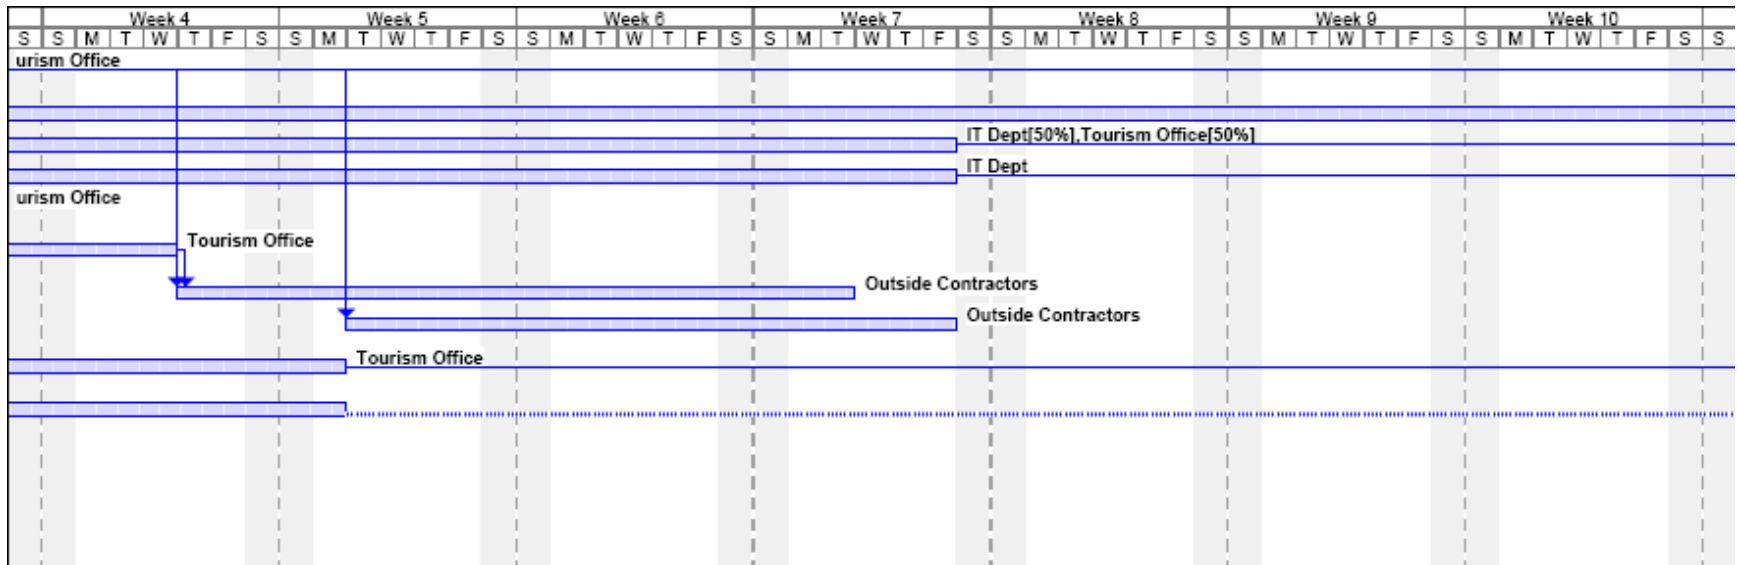 Week 4 Week 5 Week 6 Week 7 Week 8 Week 9 Week 10
S S M T W T F S S M T W T F S S M T W T F S S M T W T F S S M T W T F S S M T W T F S S M T W T F S S
urism Office
IT Dept[50%],Tourism Office[50%]
IT Dept
urism Office
Tourism Office
Outside Contractors
Outside Contractors
Tourism Office